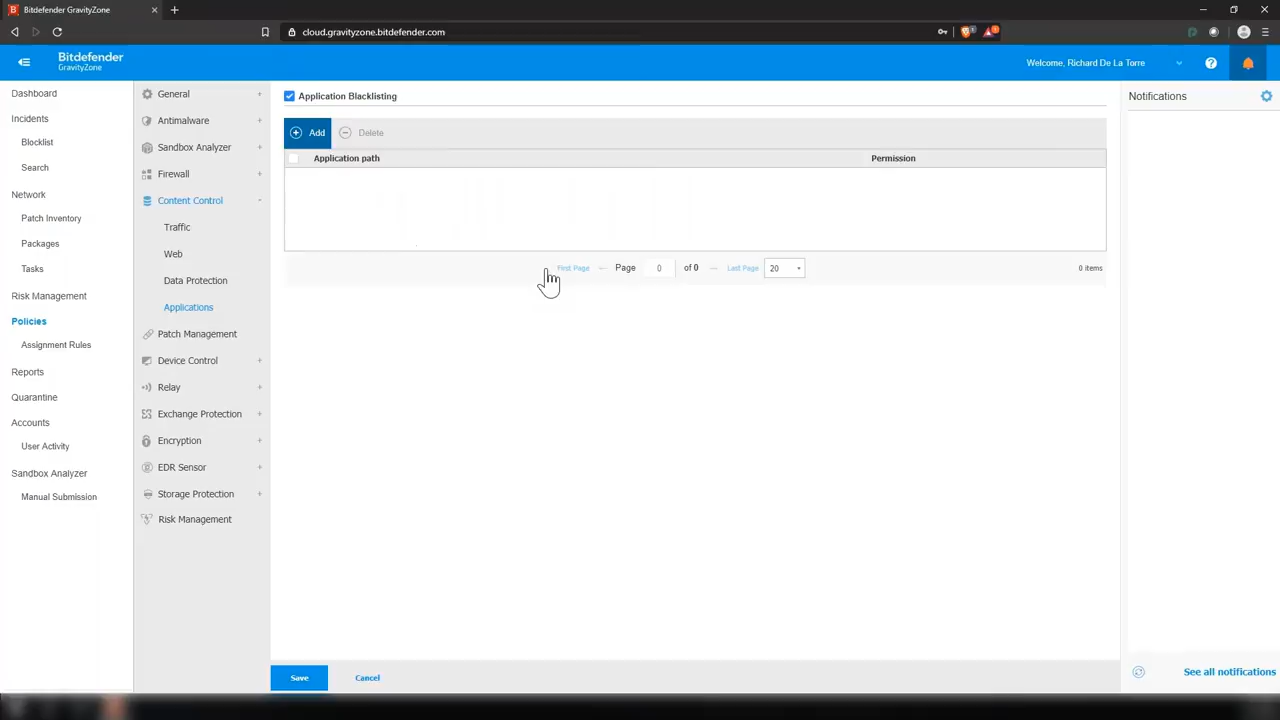 Bitdefender GravityZone
cloud.gravityzone.bitdefender.com
Bitdefender
GravityZone
Welcome, Richard De La Torre
Dashboard
Incidents
Blocklist
Search
Network
Patch Inventory
Packages
Tasks
Risk Management
Policies
Assignment Rules
Reports
Quarantine
Accounts
User Activity
Sandbox Analyzer
Manual Submission
General +
Antimalware +
Sandbox Analyzer +
Firewall +
Content Control -
Traffic
Web
Data Protection
Applications
Patch Management
Device Control +
Relay +
Exchange Protection +
Encryption +
EDR Sensor +
Storage Protection +
Risk Management
Application Blacklisting
Add Delete
Application path Permission
First Page Page 0 of 0 Last Page 20 0 items
Save Cancel
Notifications
See all notifications